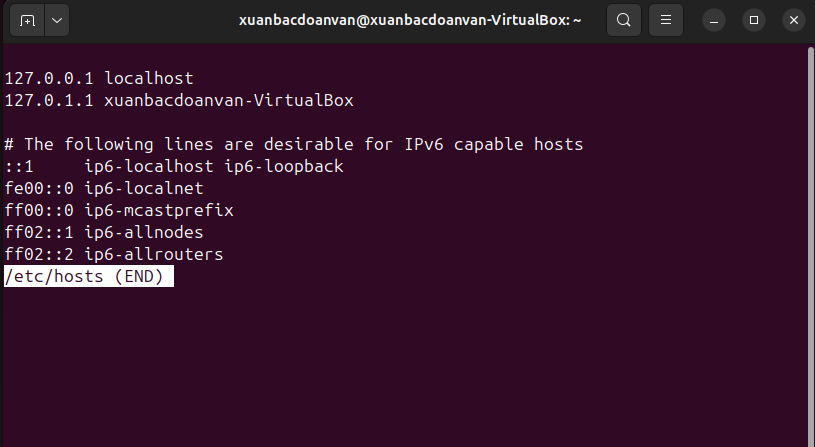 xuanbacdoanvan@xuanbacdoanvan-VirtualBox: ~
127.0.0.1 localhost
127.0.1.1 xuanbacdoanvan-VirtualBox
# The following lines are desirable for IPv6 capable hosts
::1     ip6-localhost ip6-loopback
fe00::0 ip6-localnet
ff00::0 ip6-mcastprefix
ff02::1 ip6-allnodes
ff02::2 ip6-allrouters
/etc/hosts (END)